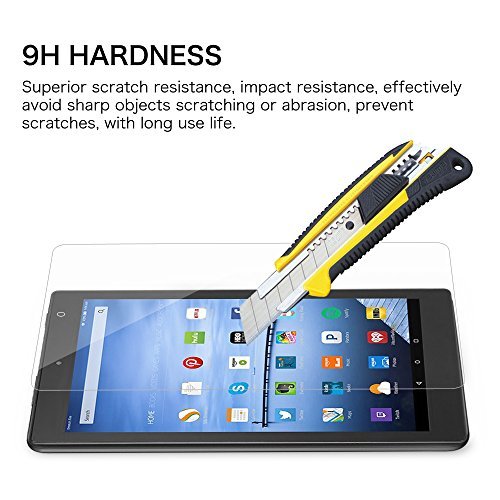 9H HARDNESS
Superior scratch resistance, impact resistance, effectively
avoid sharp objects scratching or abrasion, prevent
scratches, with long use life.
HOME